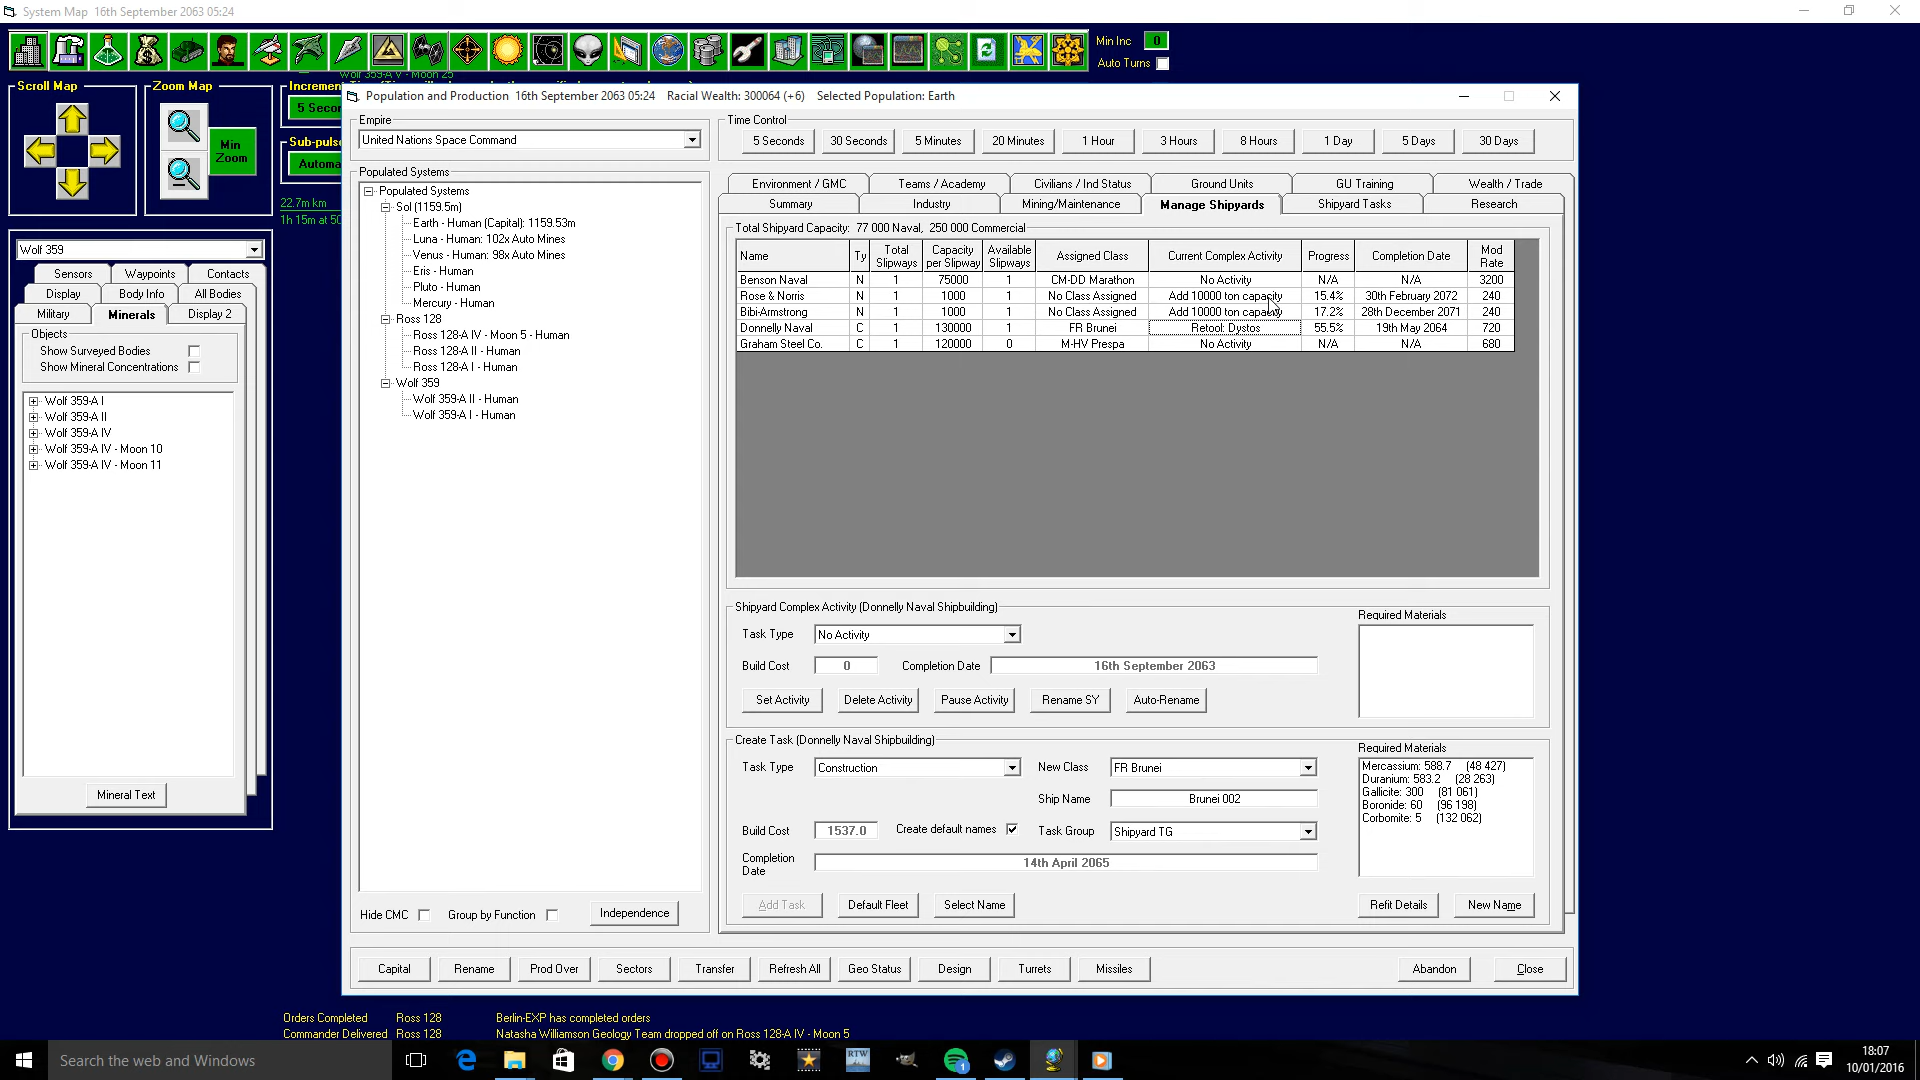 System Map   16th September 2063 05:24
Min Inc   0
Auto Turns
Wolf 359-A V - Moon 25
Scroll Map
Zoom Map
Min Zoom
22.7m km
Wolf 359
Sensors   Waypoints   Contacts
Display   Body Info   All Bodies
Military   Minerals   Display 2
Objects
Show Surveyed Bodies
Show Mineral Concentrations
Wolf 359-A I
Wolf 359-A II
Wolf 359-A IV
Wolf 359-A IV - Moon 10
Wolf 359-A IV - Moon 11
Mineral Text
Population and Production   16th September 2063 05:24   Racial Wealth: 300064 (+6)   Selected Population: Earth
Empire
United Nations Space Command
Populated Systems
Populated Systems
Sol (1159.5m)
Earth - Human (Capital): 1159.53m
Luna - Human: 102x Auto Mines
Venus - Human: 98x Auto Mines
Eris - Human
Pluto - Human
Mercury - Human
Ross 128
Ross 128-A IV - Moon 5 - Human
Ross 128-A II - Human
Ross 128-A I - Human
Wolf 359
Wolf 359-A II - Human
Wolf 359-A I - Human
Hide CMC   Group by Function   Independence
Time Control
5 Seconds   30 Seconds   5 Minutes   20 Minutes   1 Hour   3 Hours   8 Hours   1 Day   5 Days   30 Days
Environment / GMC   Teams / Academy   Civilians / Ind Status   Ground Units   GU Training   Wealth / Trade
Summary   Industry   Mining/Maintenance   Manage Shipyards   Shipyard Tasks   Research
Total Shipyard Capacity:  77 000 Naval,  250 000 Commercial
Name   Ty   Total Slipways   Capacity per Slipway   Available Slipways   Assigned Class   Current Complex Activity   Progress   Completion Date   Mod Rate
Benson Naval   N   1   75000   1   CM-DD Marathon   No Activity   N/A   N/A   3200
Rose & Norris   N   1   1000   1   No Class Assigned   Add 10000 ton capacity   15.4%   30th February 2072   240
Bibi-Armstrong   N   1   1000   1   No Class Assigned   Add 10000 ton capacity   17.2%   28th December 2071   240
Donnelly Naval   C   1   130000   1   FR Brunei   Retool: Dystos   55.5%   19th May 2064   720
Graham Steel Co.   C   1   120000   0   M-HV Prespa   No Activity   N/A   N/A   680
Shipyard Complex Activity (Donnelly Naval Shipbuilding)
Required Materials
Task Type   No Activity
Build Cost   0   Completion Date   16th September 2063
Set Activity   Delete Activity   Pause Activity   Rename SY   Auto-Rename
Create Task (Donnelly Naval Shipbuilding)
Required Materials
Task Type   Construction   New Class   FR Brunei
Ship Name   Brunei 002
Build Cost   1537.0   Create default names   Task Group   Shipyard TG
Completion Date   14th April 2065
Mercassium: 588.7   (48 427)
Duranium: 583.2   (28 263)
Gallicite: 300   (81 061)
Boronide: 60   (96 198)
Corbomite: 5   (132 062)
Add Task   Default Fleet   Select Name   Refit Details   New Name
Capital   Rename   Prod Over   Sectors   Transfer   Refresh All   Geo Status   Design   Turrets   Missiles   Abandon   Close
Orders Completed   Ross 128   Berlin-EXP has completed orders
Commander Delivered   Ross 128   Natasha Williamson Geology Team dropped off on Ross 128-A IV - Moon 5
Search the web and Windows
RTW
1
18:07
10/01/2016